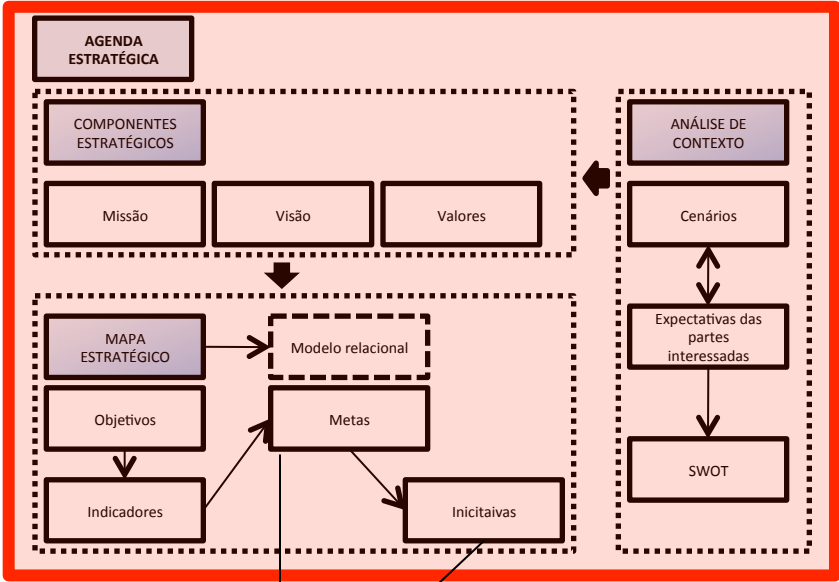 AGENDA
ESTRATÉGICA
COMPONENTES
ESTRATÉGICOS
Missão
Visão
Valores
MAPA
ESTRATÉGICO
Modelo relacional
Objetivos
Metas
Indicadores
Inicitaivas
ANÁLISE DE
CONTEXTO
Cenários
Expectativas das
partes
interessadas
SWOT